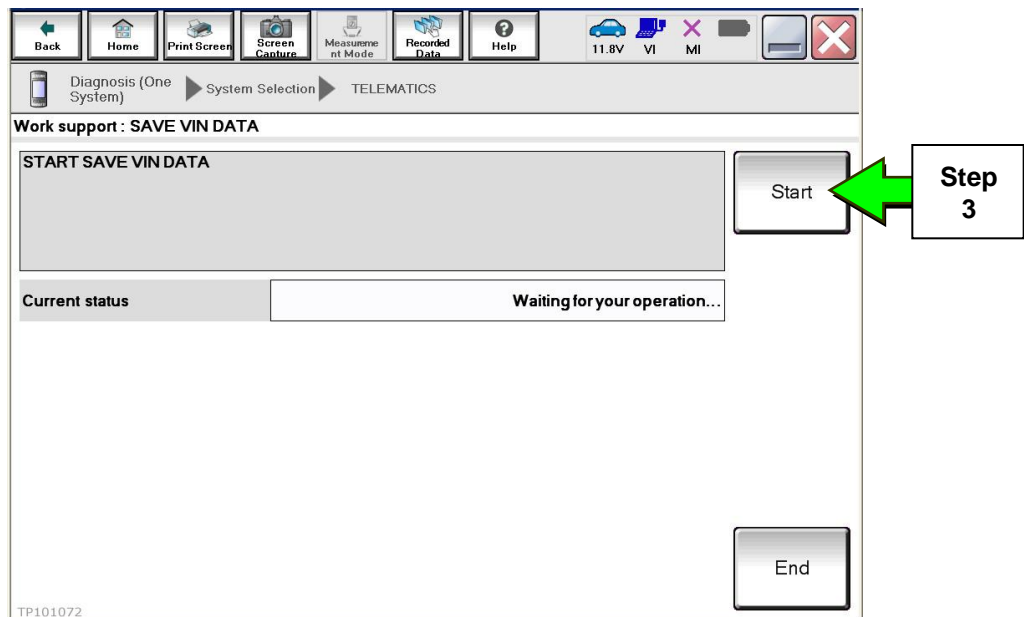 Back
Home
Print Screen
Screen
Capture
Measureme
nt Mode
Recorded
Data
Help
11.8V
VI
MI
Diagnosis (One
System)
System Selection
TELEMATICS
Work support : SAVE VIN DATA
START SAVE VIN DATA
Start
Step
3
Current status
Waiting for your operation...
End
TP101072